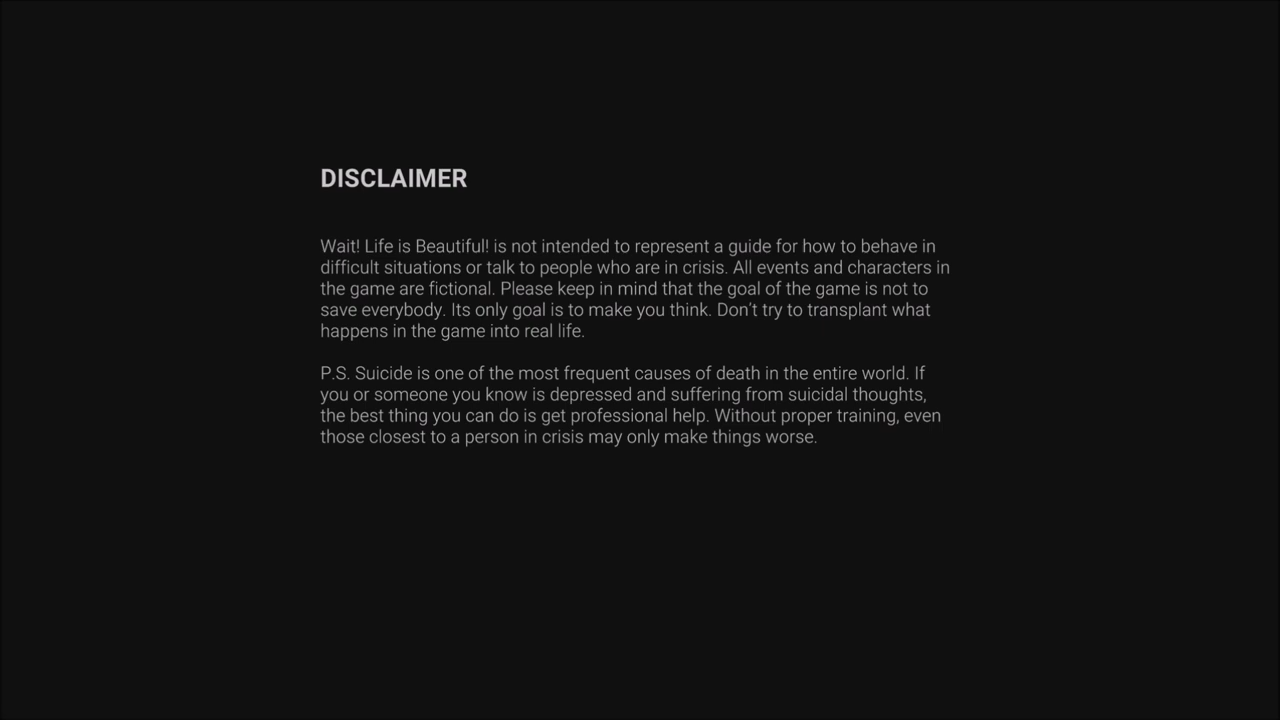 DISCLAIMER
Wait! Life is Beautiful! is not intended to represent a guide for how to behave in
difficult situations or talk to people who are in crisis. All events and characters in
the game are fictional. Please keep in mind that the goal of the game is not to
save everybody. Its only goal is to make you think. Don't try to transplant what
happens in the game into real life.
P.S. Suicide is one of the most frequent causes of death in the entire world. If
you or someone you know is depressed and suffering from suicidal thoughts,
the best thing you can do is get professional help. Without proper training, even
those closest to a person in crisis may only make things worse.